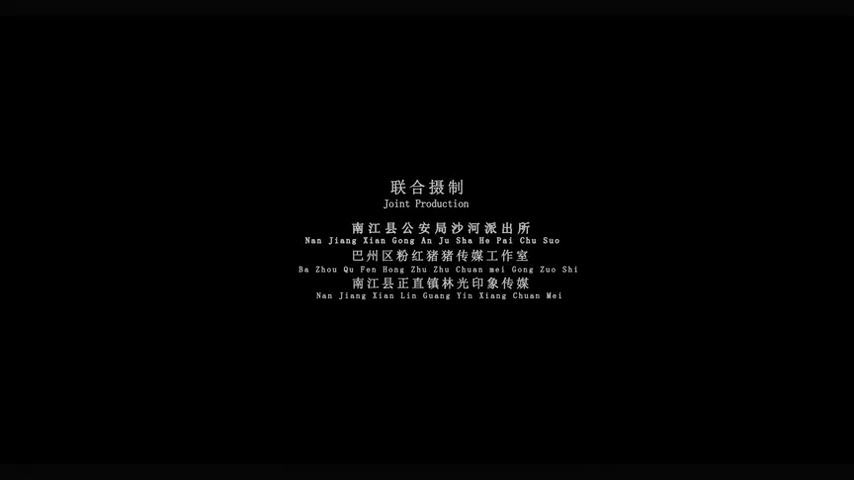 联合摄制
Joint Production
南江县公安局沙河派出所
Nan Jiang Xian Gong An Ju Sha He Pai Chu Suo
巴州区粉红猪猪传媒工作室
Ba Zhou Qu Fen Hong Zhu Zhu Chuan mei Gong Zuo Shi
南江县正直镇林光印象传媒
Nan Jiang Xian Lin Guang Yin Xiang Chuan Mei